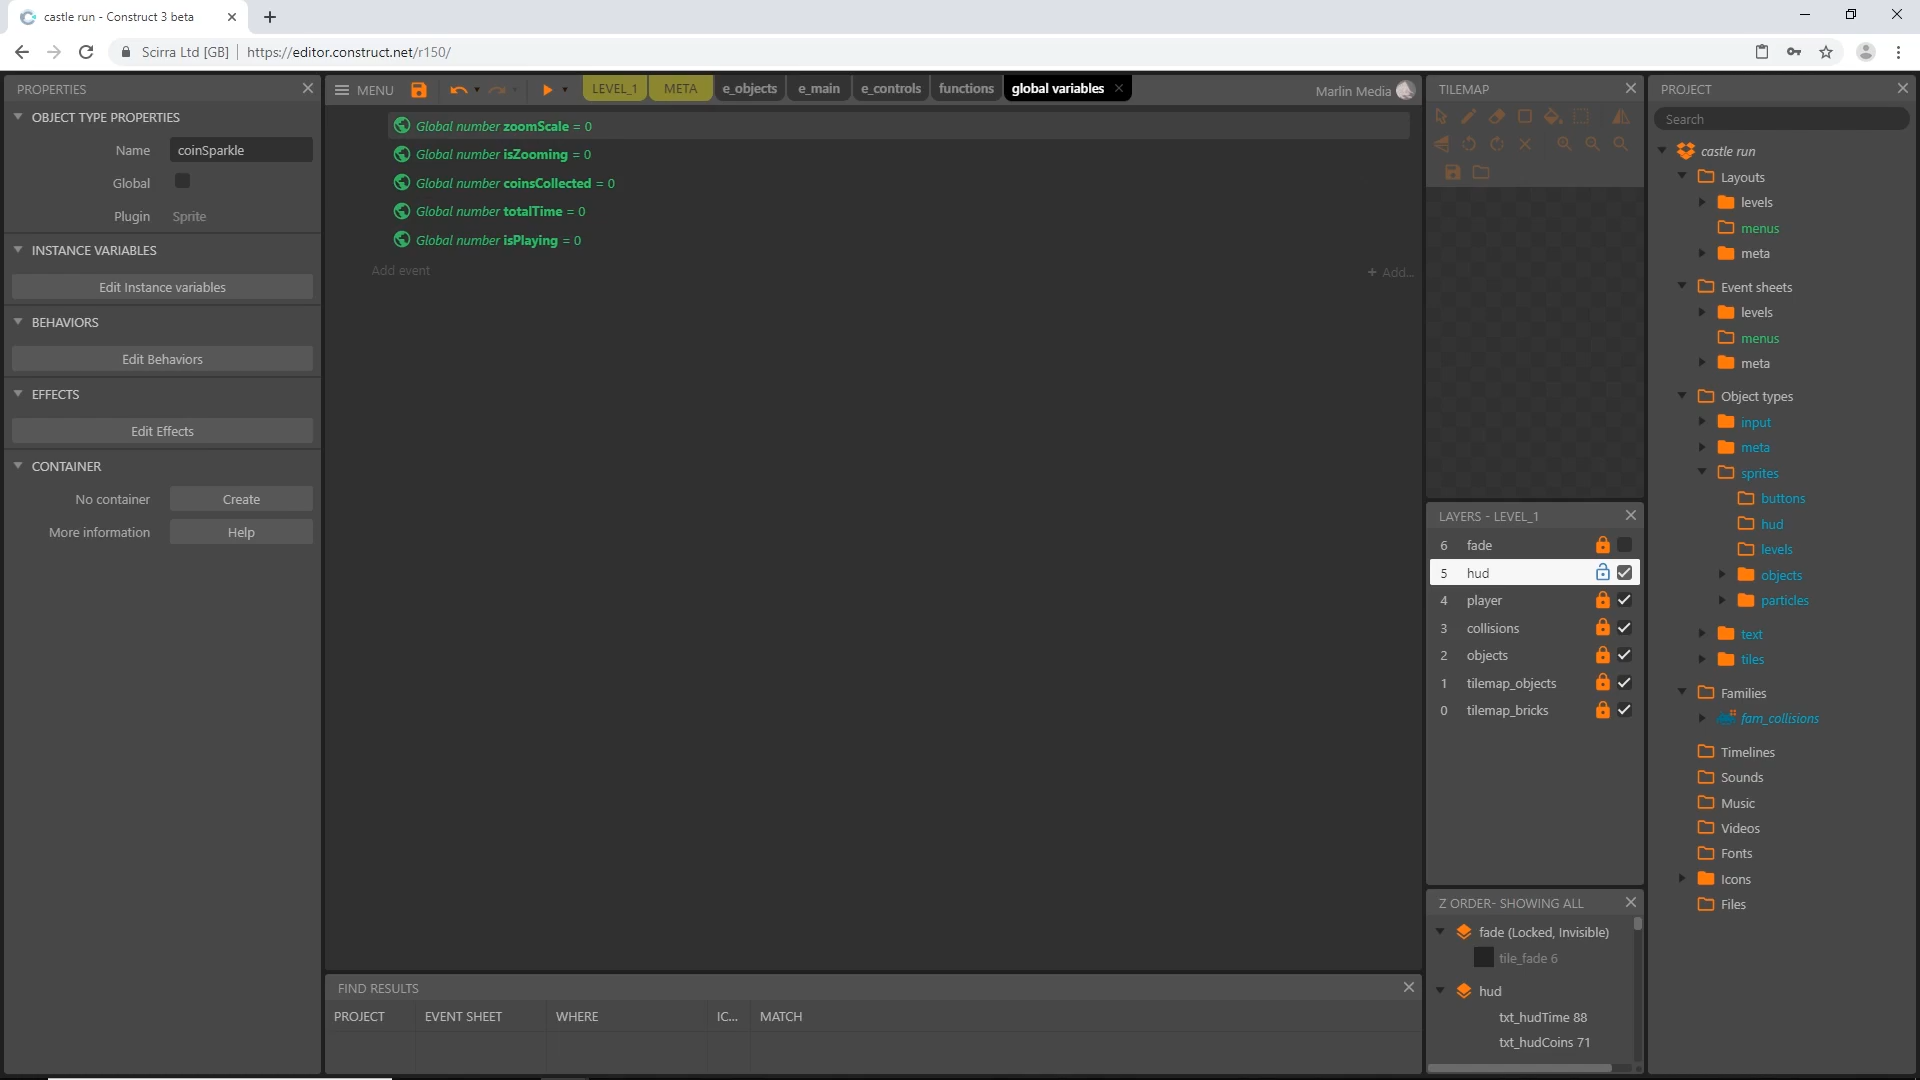 castle run - Construct 3 beta
Scirra Ltd [GB] https://editor.construct.net/r150/
PROPERTIES
OBJECT TYPE PROPERTIES
Name coinSparkle
Global
Plugin Sprite
INSTANCE VARIABLES
Edit Instance variables
BEHAVIORS
Edit Behaviors
EFFECTS
Edit Effects
CONTAINER
No container Create
More information Help
MENU LEVEL_1 META e_objects e_main e_controls functions global variables Marlin Media
Global number zoomScale = 0
Global number isZooming = 0
Global number coinsCollected = 0
Global number totalTime = 0
Global number isPlaying = 0
Add event + Add...
FIND RESULTS
PROJECT EVENT SHEET WHERE IC... MATCH
TILEMAP
LAYERS - LEVEL_1
6 fade
5 hud
4 player
3 collisions
2 objects
1 tilemap_objects
0 tilemap_bricks
Z ORDER- SHOWING ALL
fade (Locked, Invisible)
tile_fade 6
hud
txt_hudTime 88
txt_hudCoins 71
PROJECT
Search
castle run
Layouts
levels
menus
meta
Event sheets
levels
menus
meta
Object types
input
meta
sprites
buttons
hud
levels
objects
particles
text
tiles
Families
fam_collisions
Timelines
Sounds
Music
Videos
Fonts
Icons
Files